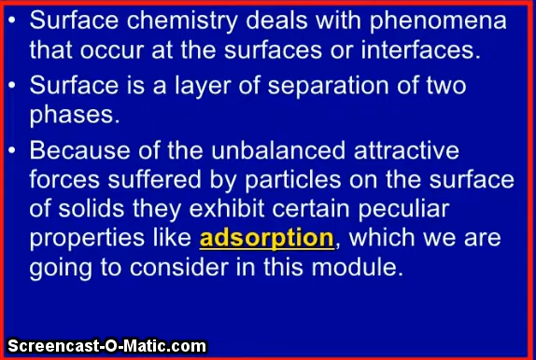 • Surface chemistry deals with phenomena
that occur at the surfaces or interfaces.
• Surface is a layer of separation of two
phases.
• Because of the unbalanced attractive
forces suffered by particles on the surface
of solids they exhibit certain peculiar
properties like adsorption, which we are
going to consider in this module.
Screencast-O-Matic.com